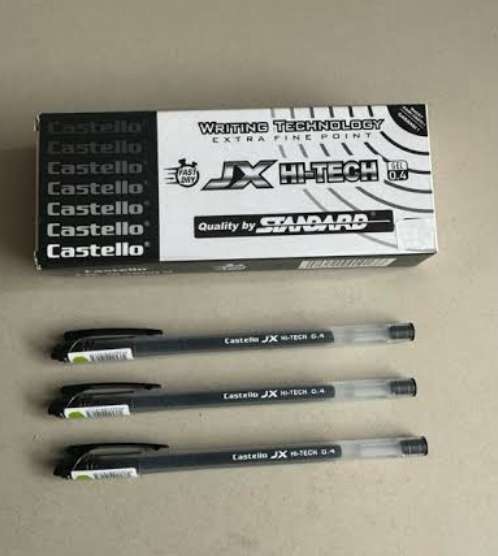 Castello
Castello
Castello
Castello
Castello
Castello
Castello
WRITING TECHNOLOGY
EXTRA FINE POINT
FAST DRY
JX HI-TECH GEL 0.4
Quality by STANDARD
Castello
Castello JX HI-TECH 0.4
Castello JX HI-TECH 0.4
Castello JX HI-TECH 0.4